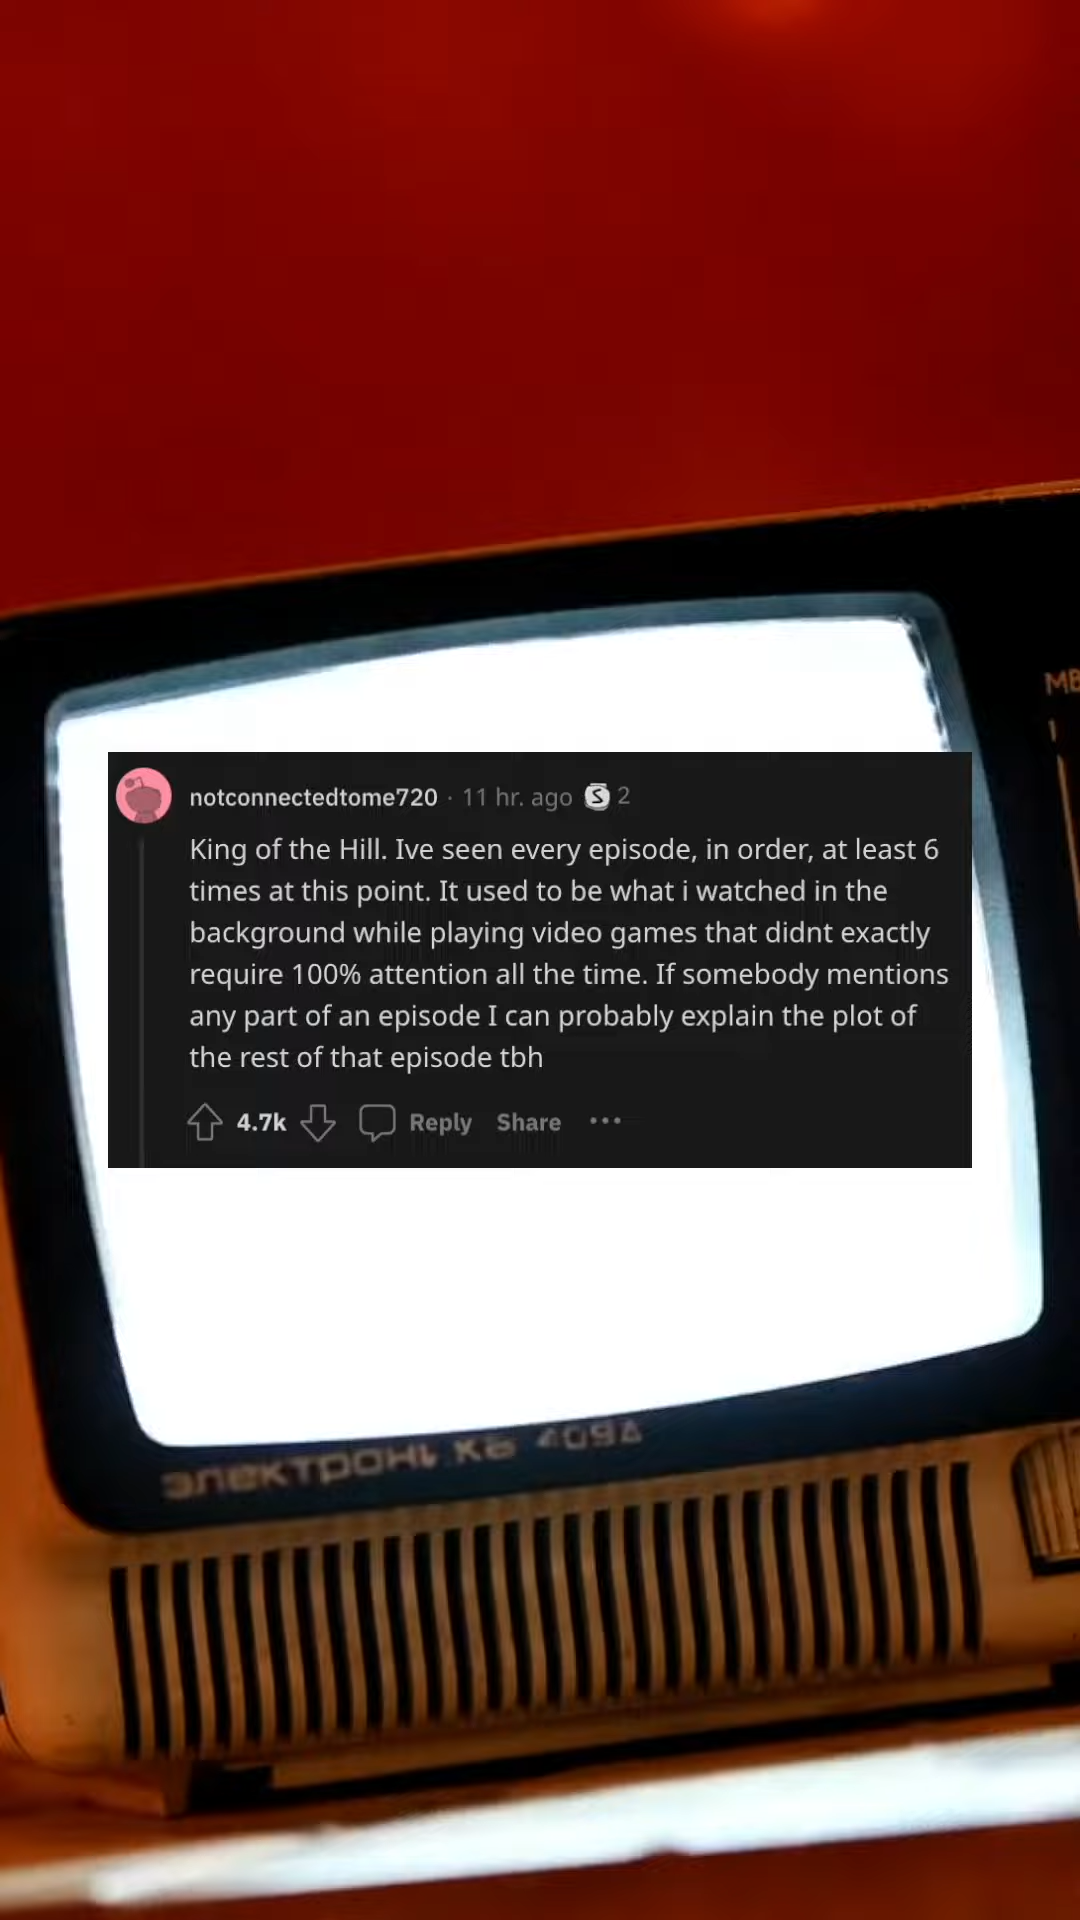 MB
notconnectedtome720 · 11 hr. ago S 2
King of the Hill. Ive seen every episode, in order, at least 6
times at this point. It used to be what i watched in the
background while playing video games that didnt exactly
require 100% attention all the time. If somebody mentions
any part of an episode I can probably explain the plot of
the rest of that episode tbh
4.7k Reply Share ···
409Д